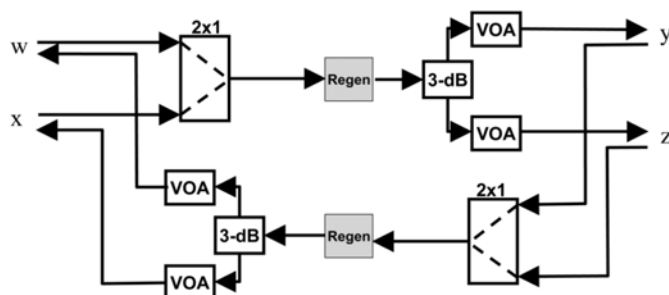 2x1
VOA
y
w
Regen
3-dB
x
VOA
z
VOA
2x1
3-dB
Regen
VOA